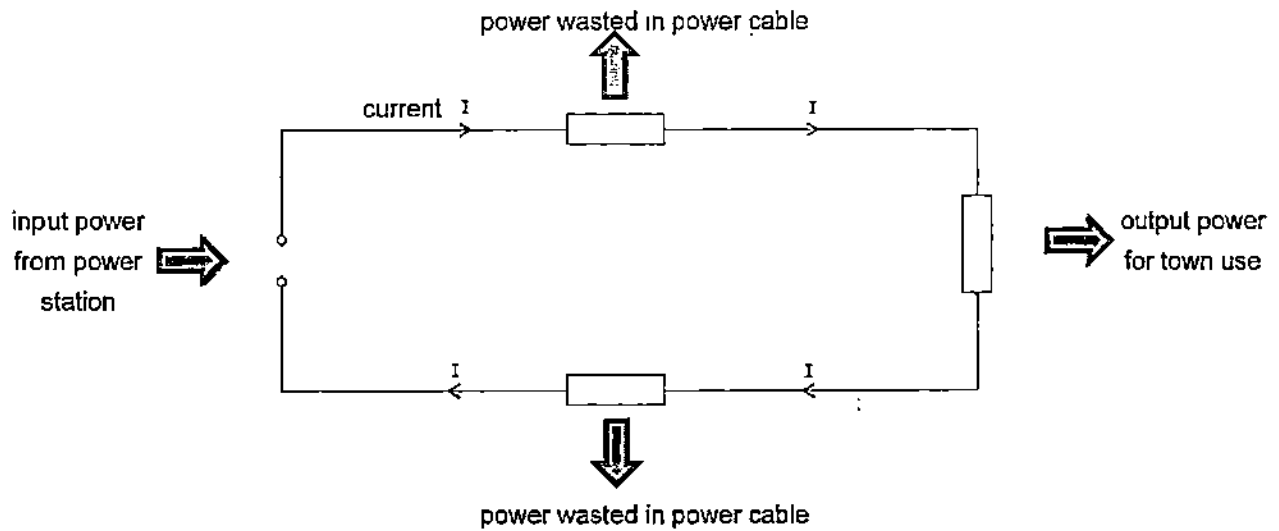 power wasted in power cable
current I
I
input power
from power
station
output power
for town use
I
I
power wasted in power cable